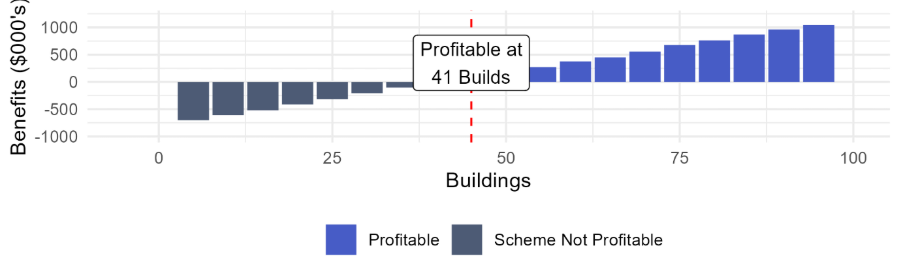 Benefits ($000's)
1000
500
0
-500
-1000
Profitable at
41 Builds
0 25 50 75 100
Buildings
Profitable Scheme Not Profitable